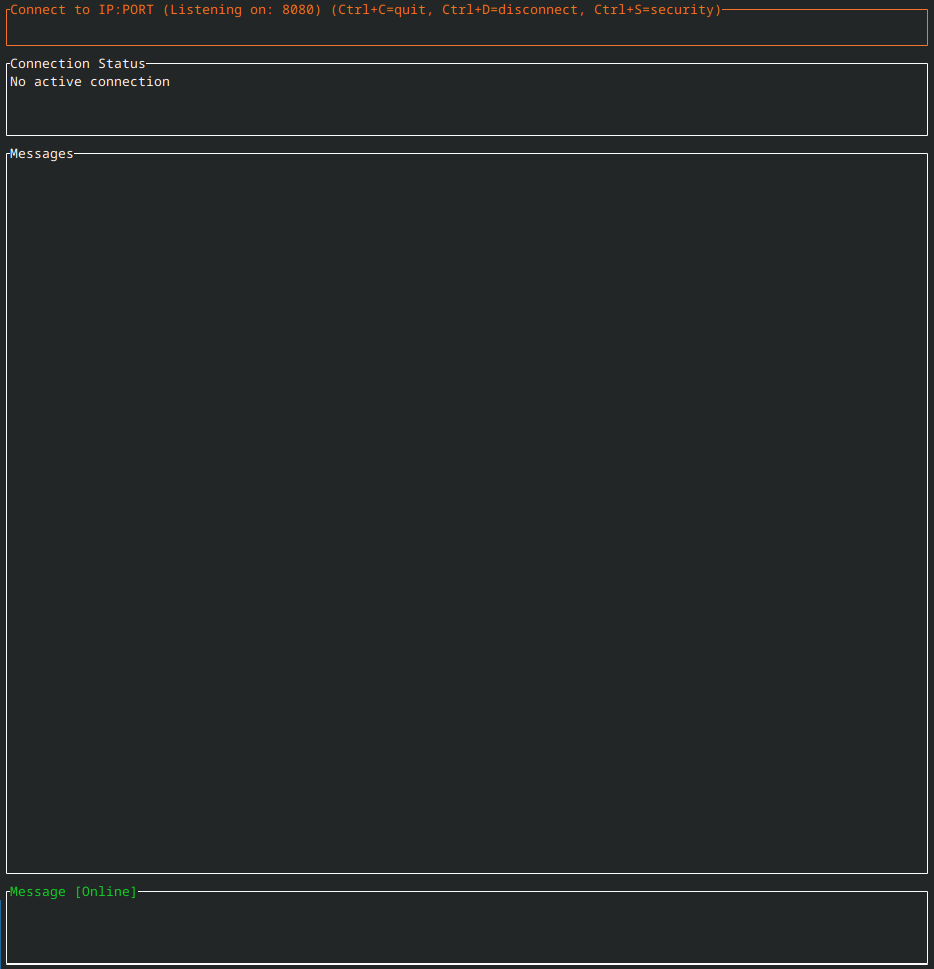 Connect to IP:PORT (Listening on: 8080) (Ctrl+C=quit, Ctrl+D=disconnect, Ctrl+S=security)
Connection Status
No active connection
Messages
Message [Online]